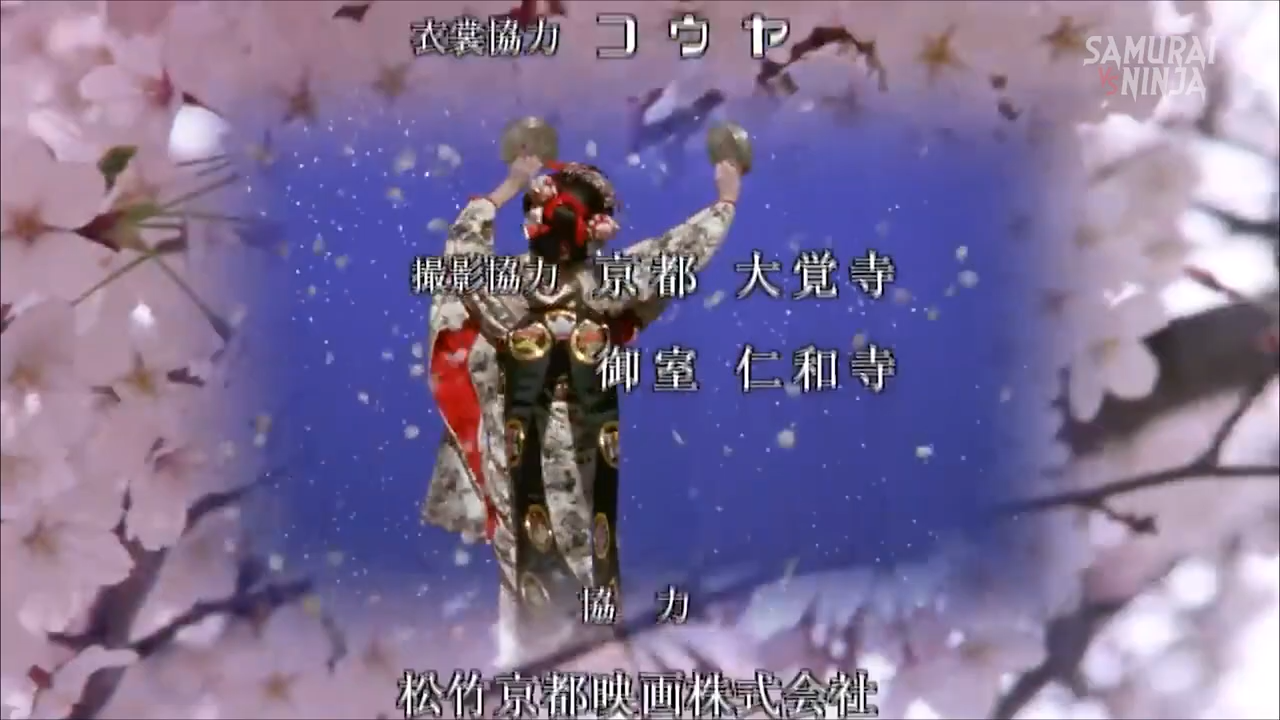 衣裳協力 コウヤ
SAMURAI
VS NINJA
撮影協力 京都 大覚寺
御室 仁和寺
協力
松竹京都映画株式会社